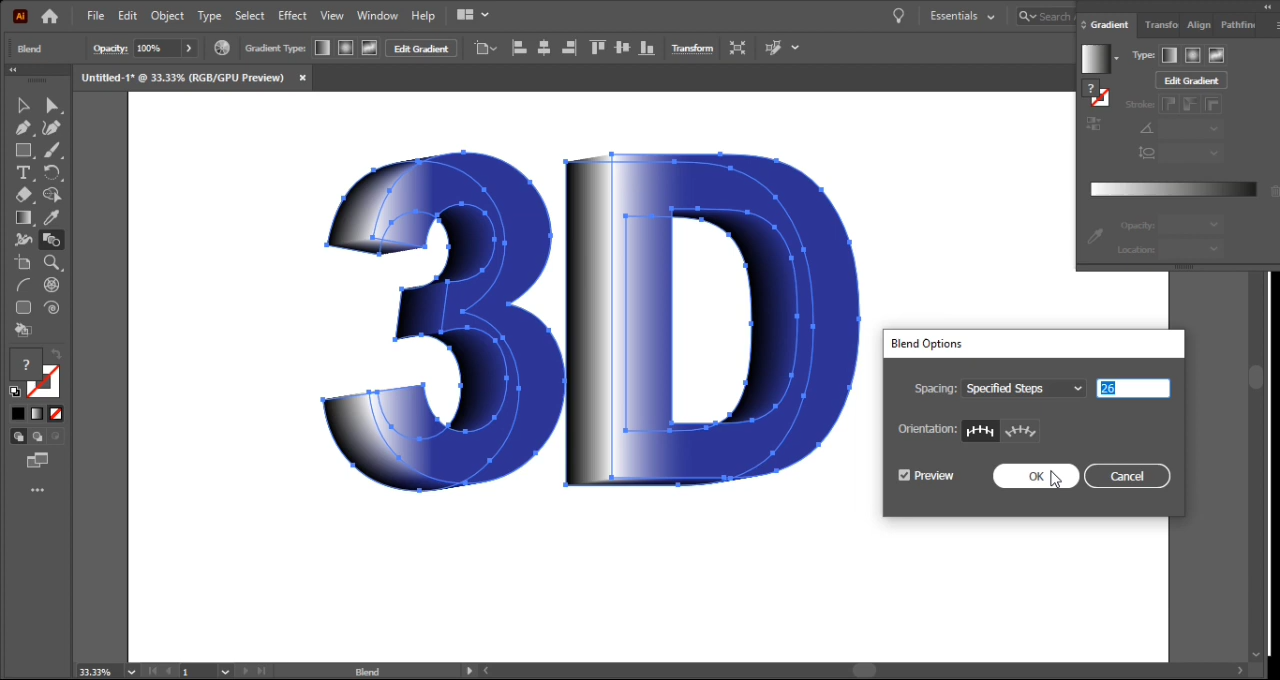 Ai File Edit Object Type Select Effect View Window Help Essentials Search
Blend Opacity: 100% Gradient Type: Edit Gradient Transform
Gradient Transfo Align Pathfin
Type:
Edit Gradient
Stroke:
Opacity:
Location:
Untitled-1* @ 33.33% (RGB/GPU Preview)
3D
?
?
Blend Options
Spacing: Specified Steps 26
Orientation:
Preview OK Cancel
33.33% 1 Blend